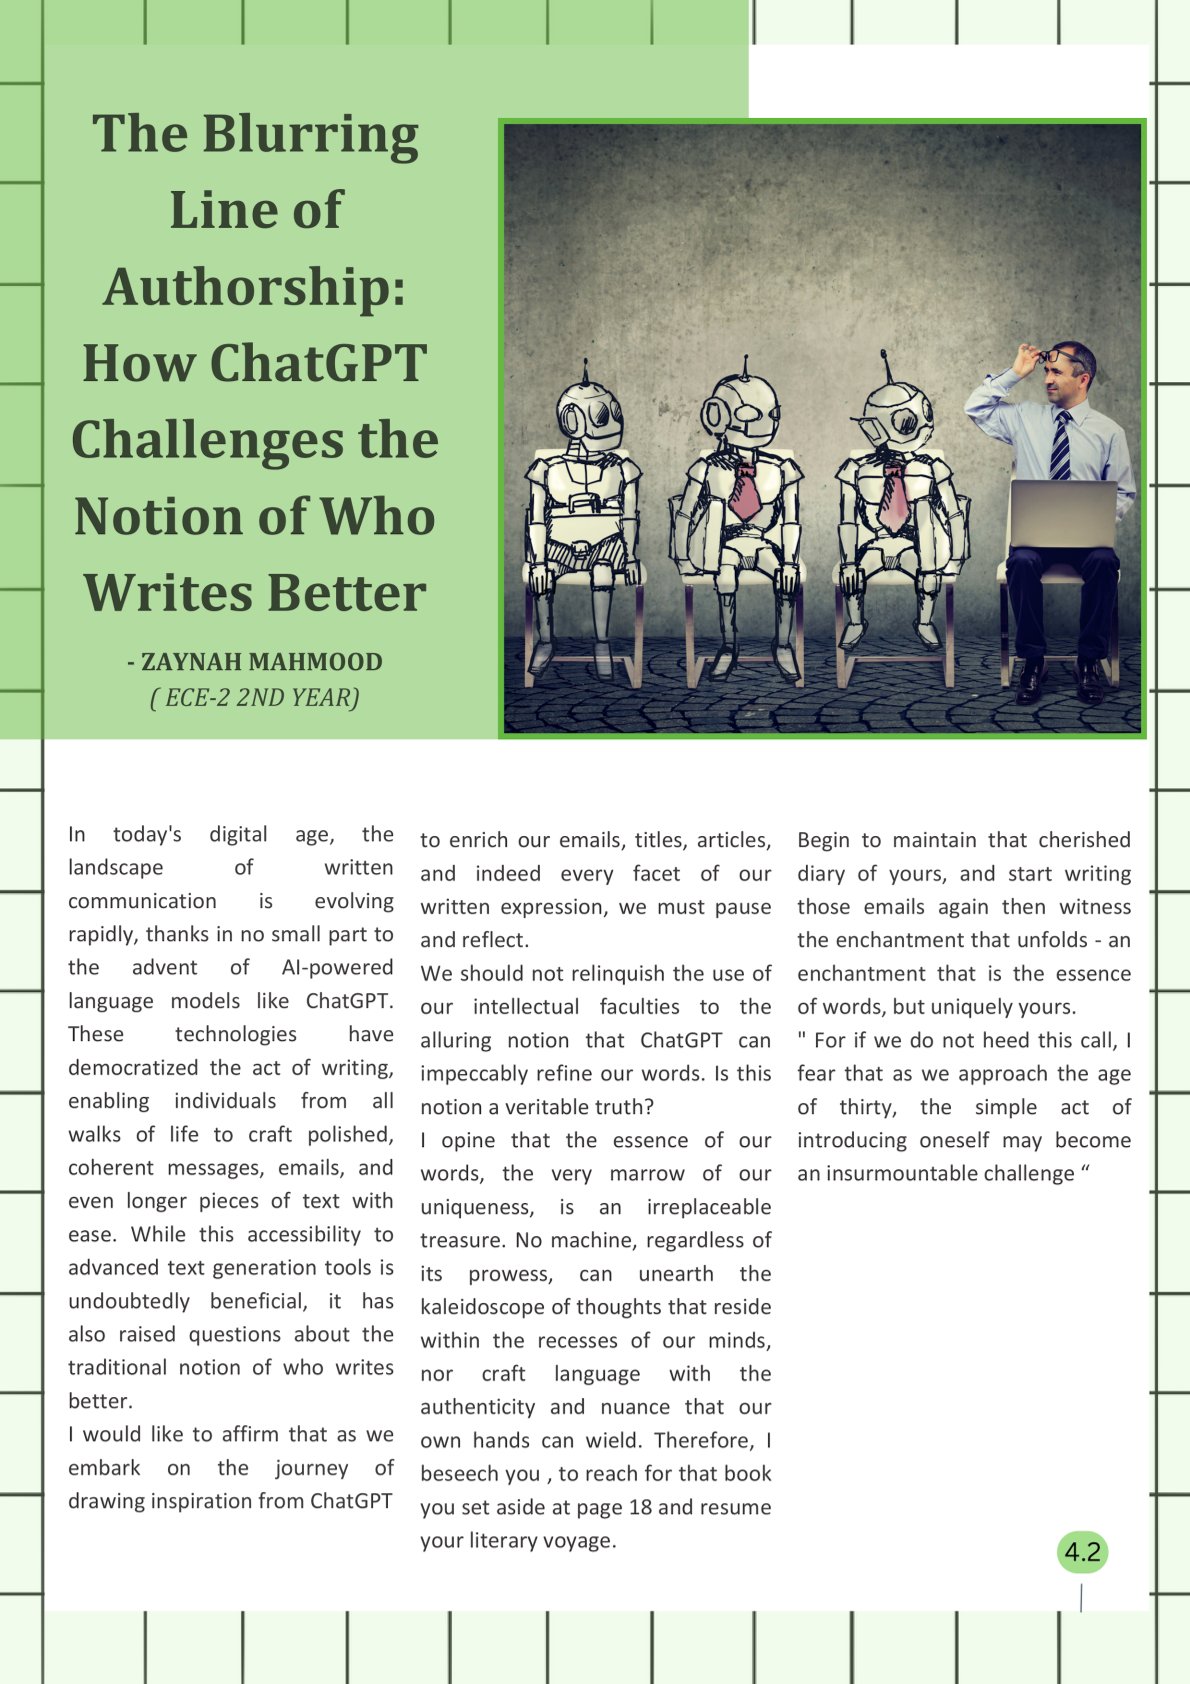 The Blurring
Line of
Authorship:
How ChatGPT
Challenges the
Notion of Who
Writes Better
- ZAYNAH MAHMOOD
( ECE-2 2ND YEAR)
In today's digital age, the
landscape of written
communication is evolving
rapidly, thanks in no small part to
the advent of AI-powered
language models like ChatGPT.
These technologies have
democratized the act of writing,
enabling individuals from all
walks of life to craft polished,
coherent messages, emails, and
even longer pieces of text with
ease. While this accessibility to
advanced text generation tools is
undoubtedly beneficial, it has
also raised questions about the
traditional notion of who writes
better.
I would like to affirm that as we
embark on the journey of
drawing inspiration from ChatGPT
to enrich our emails, titles, articles,
and indeed every facet of our
written expression, we must pause
and reflect.
We should not relinquish the use of
our intellectual faculties to the
alluring notion that ChatGPT can
impeccably refine our words. Is this
notion a veritable truth?
I opine that the essence of our
words, the very marrow of our
uniqueness, is an irreplaceable
treasure. No machine, regardless of
its prowess, can unearth the
kaleidoscope of thoughts that reside
within the recesses of our minds,
nor craft language with the
authenticity and nuance that our
own hands can wield. Therefore, I
beseech you , to reach for that book
you set aside at page 18 and resume
your literary voyage.
Begin to maintain that cherished
diary of yours, and start writing
those emails again then witness
the enchantment that unfolds - an
enchantment that is the essence
of words, but uniquely yours.
" For if we do not heed this call, I
fear that as we approach the age
of thirty, the simple act of
introducing oneself may become
an insurmountable challenge “
4.2